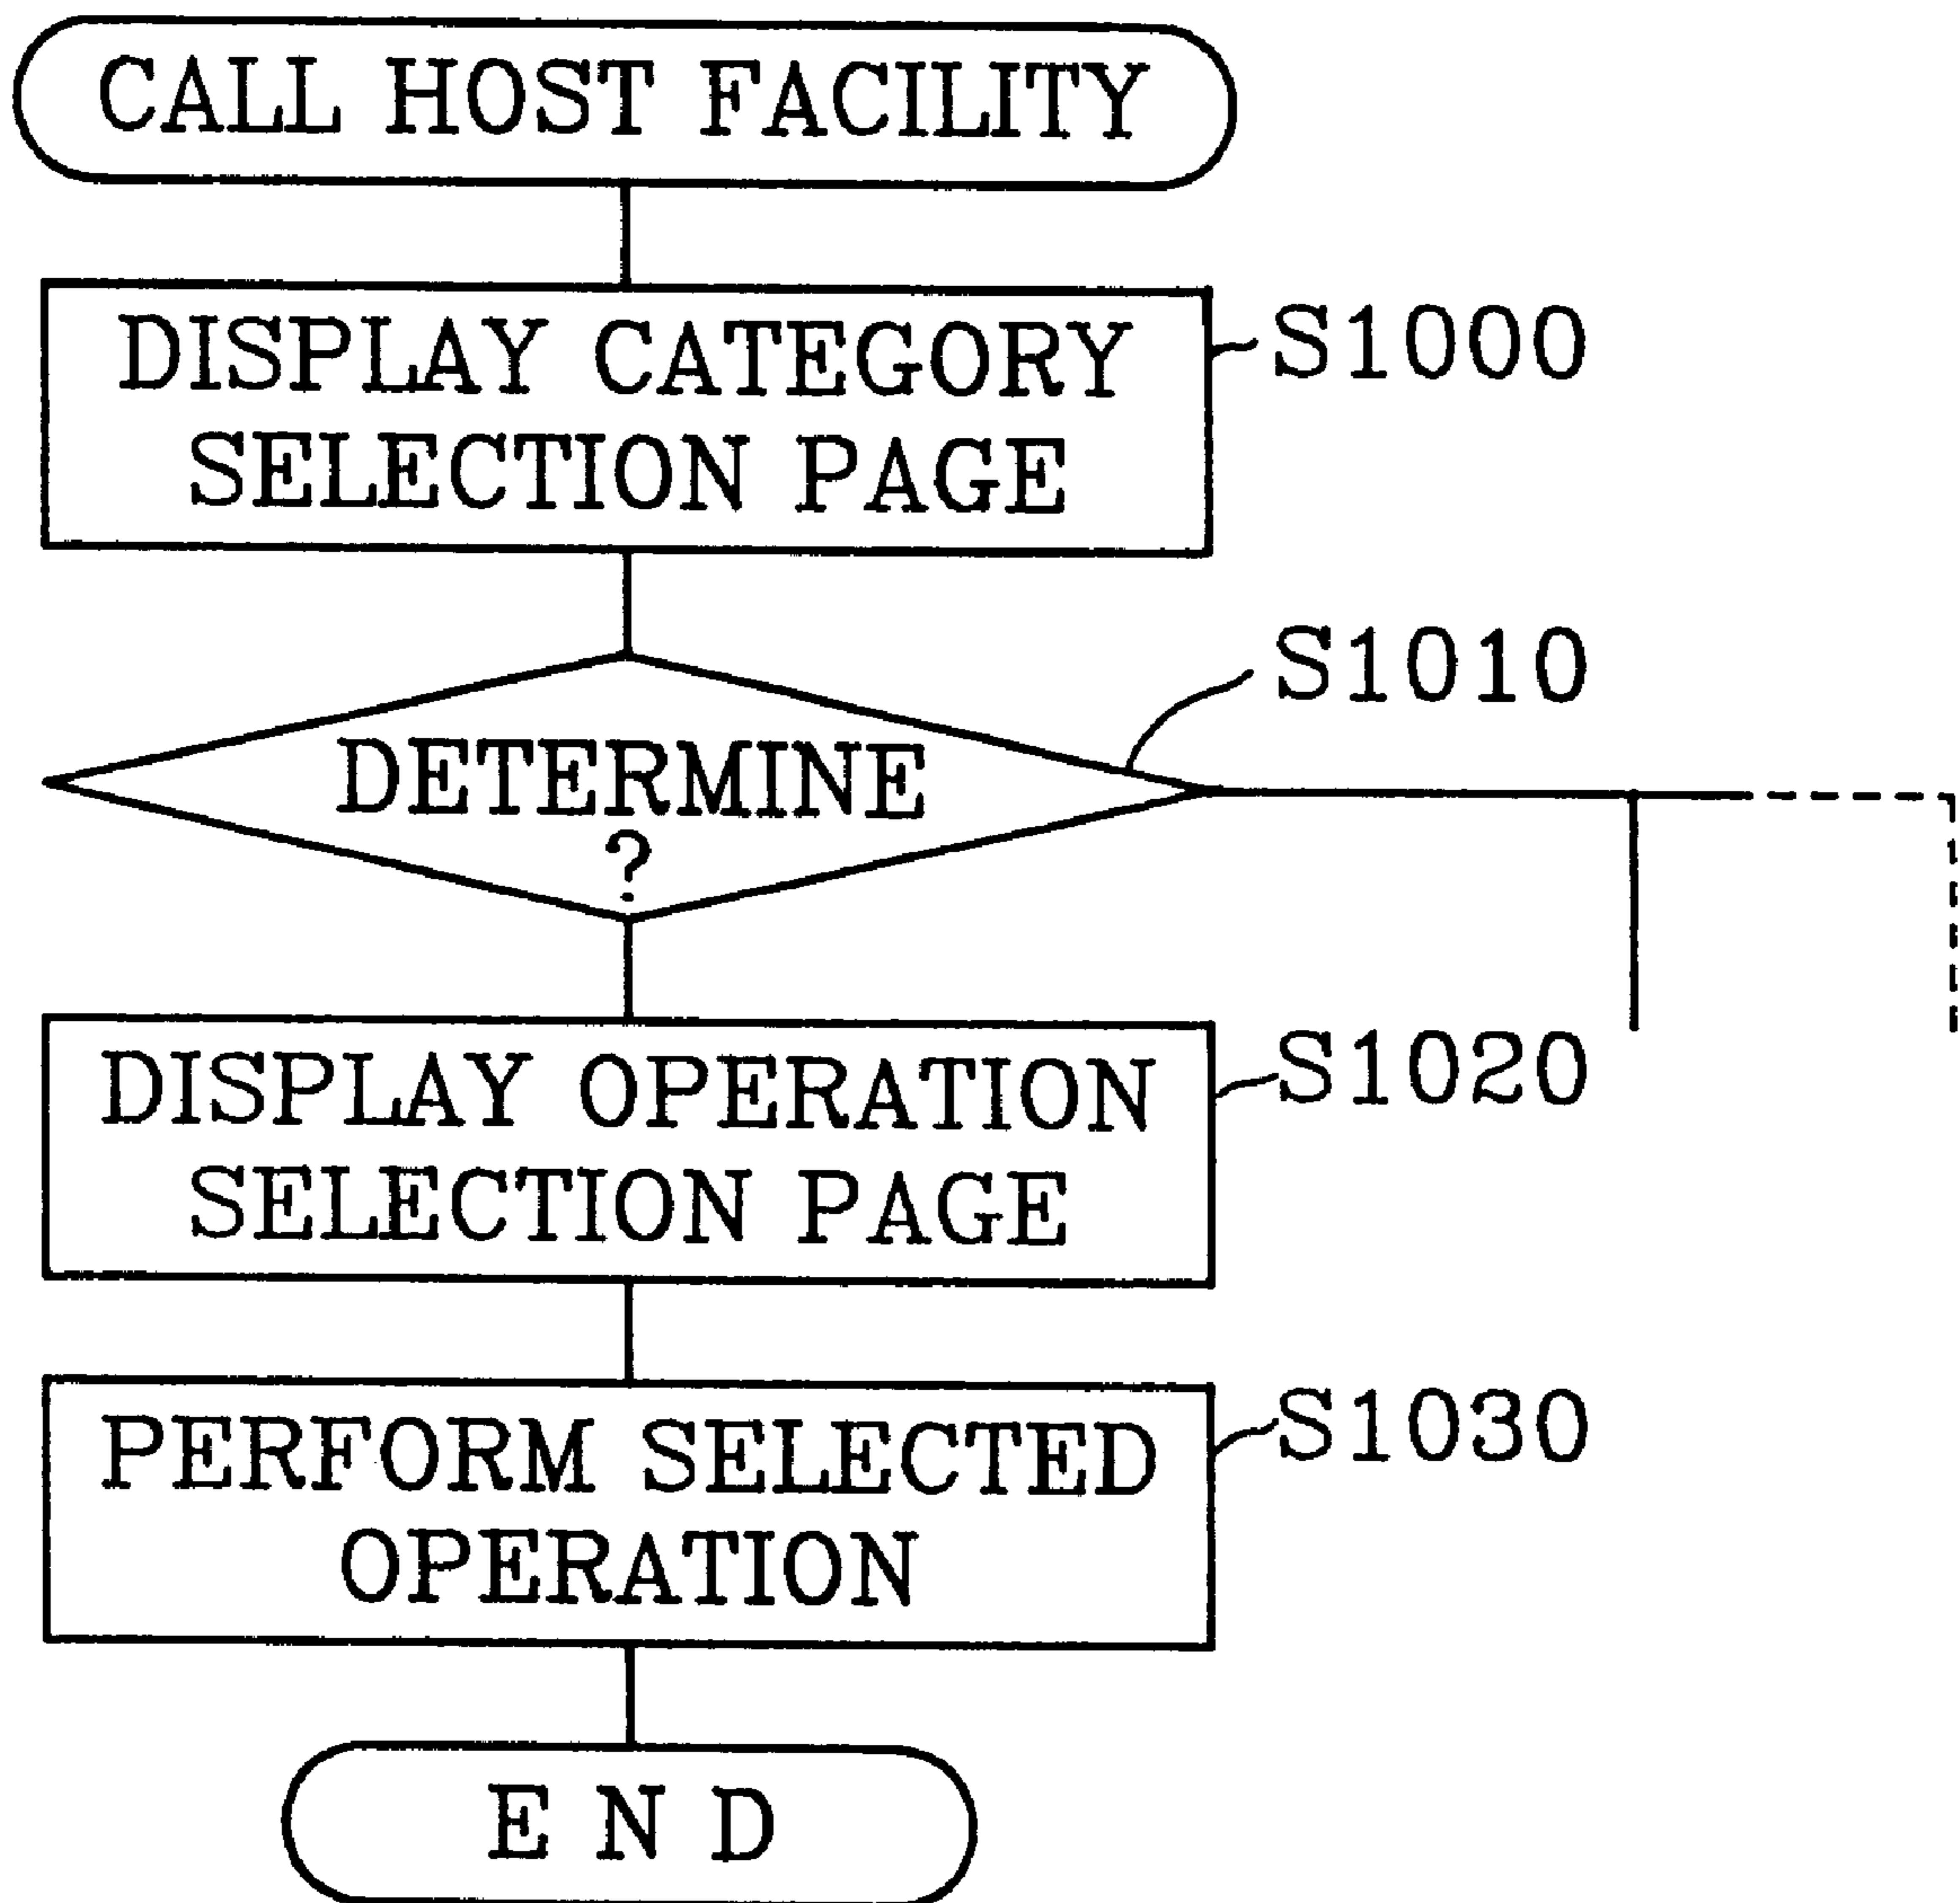 CALL HOST FACILITY
DISPLAY CATEGORY
SELECTION PAGE
S1000
S1010
DETERMINE
?
DISPLAY OPERATION
SELECTION PAGE
S1020
PERFORM SELECTED
OPERATION
S1030
END